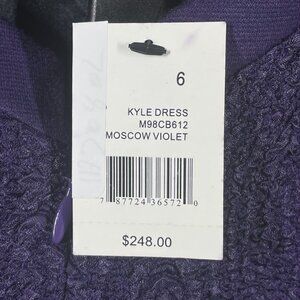 6
KYLE DRESS
M98CB612
MOSCOW VIOLET
7 87724 36572 0
$248.00